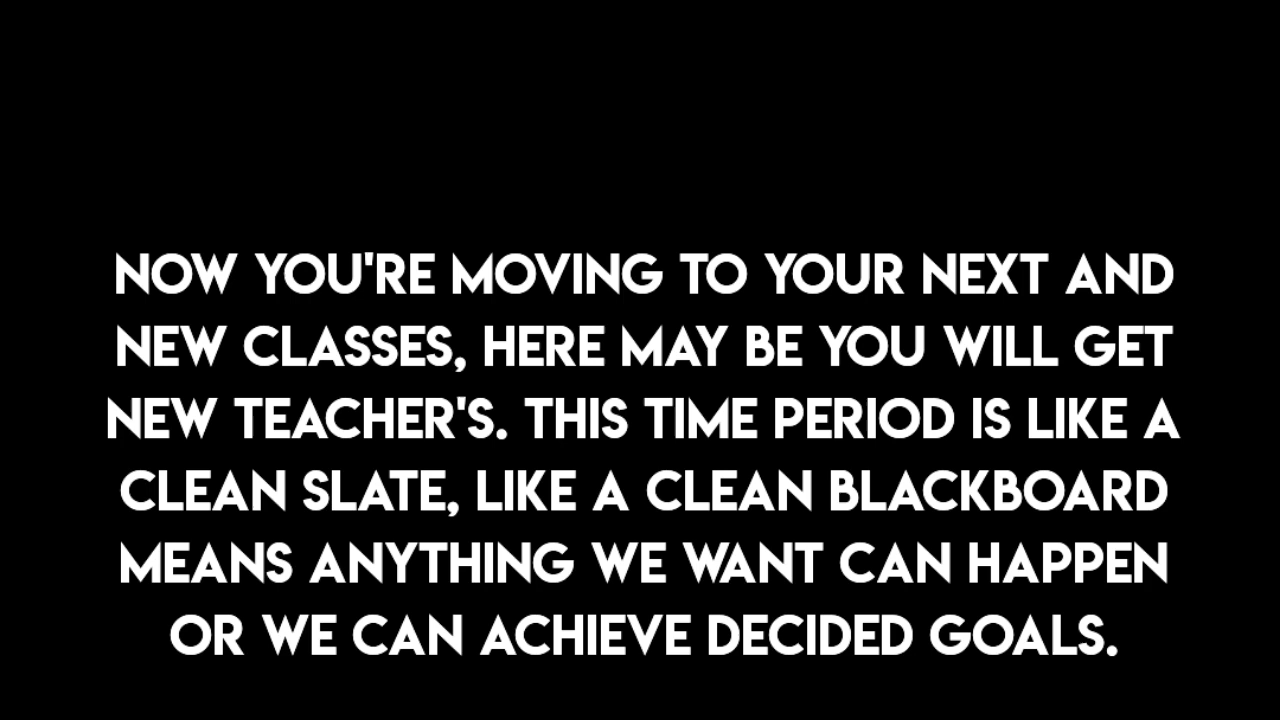 NOW YOU'RE MOVING TO YOUR NEXT AND
NEW CLASSES, HERE MAY BE YOU WILL GET
NEW TEACHER'S. THIS TIME PERIOD IS LIKE A
CLEAN SLATE, LIKE A CLEAN BLACKBOARD
MEANS ANYTHING WE WANT CAN HAPPEN
OR WE CAN ACHIEVE DECIDED GOALS.